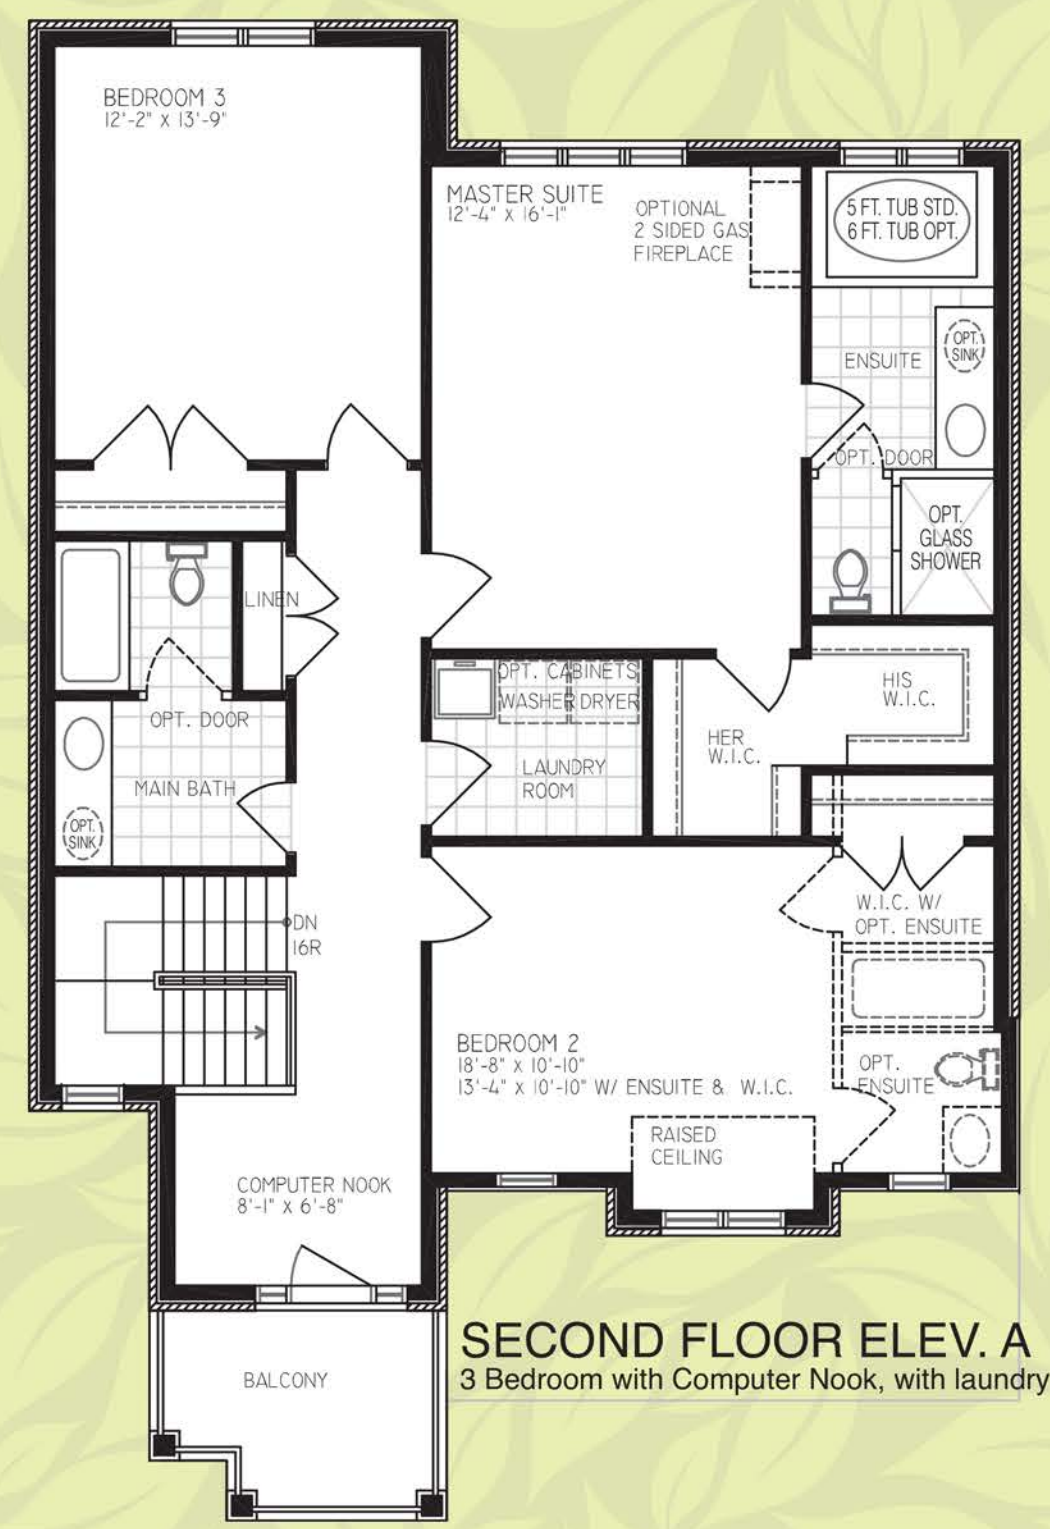 BEDROOM 3
12'-2" X 13'-9"
MASTER SUITE
12'-4" X 16'-1"
OPTIONAL
2 SIDED GAS
FIREPLACE
5 FT. TUB STD.
6 FT. TUB OPT.
OPT.
SINK
ENSUITE
OPT. DOOR
OPT.
GLASS
SHOWER
LINEN
OPT. CABINETS
WASHER DRYER
HIS
W.I.C.
OPT. DOOR
HER
W.I.C.
LAUNDRY
ROOM
MAIN BATH
OPT.
SINK
DN
16R
W.I.C. W/
OPT. ENSUITE
BEDROOM 2
18'-8" X 10'-10"
13'-4" X 10'-10" W/ ENSUITE & W.I.C.
OPT.
ENSUITE
RAISED
CEILING
COMPUTER NOOK
8'-1" X 6'-8"
SECOND FLOOR ELEV. A
3 Bedroom with Computer Nook, with laundry
BALCONY